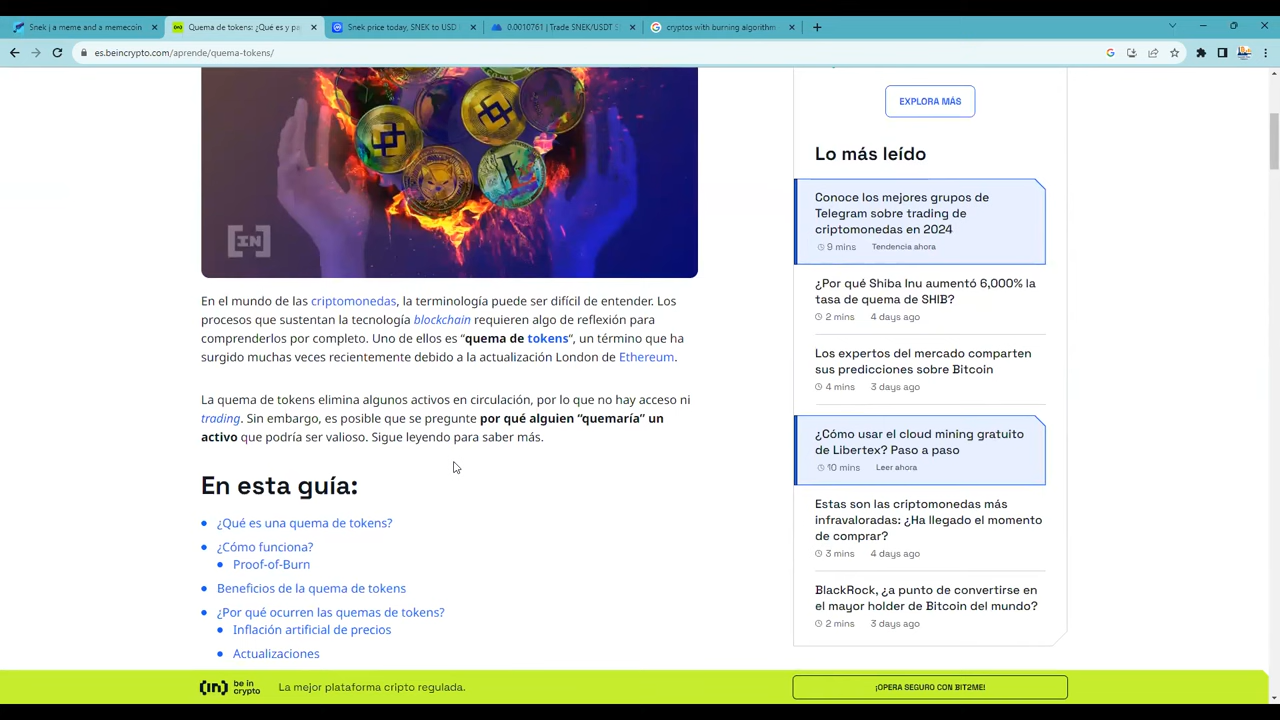 Snek | a meme and a memecoin
Quema de tokens: ¿Qué es y pa
Snek price today, SNEK to USD
0.0010761 | Trade SNEK/USDT
cryptos with burning algorithm
es.beincrypto.com/aprende/quema-tokens/
IN
En el mundo de las criptomonedas, la terminología puede ser difícil de entender. Los
procesos que sustentan la tecnología blockchain requieren algo de reflexión para
comprenderlos por completo. Uno de ellos es “quema de tokens“, un término que ha
surgido muchas veces recientemente debido a la actualización London de Ethereum.
La quema de tokens elimina algunos activos en circulación, por lo que no hay acceso ni
trading. Sin embargo, es posible que se pregunte por qué alguien “quemaría” un
activo que podría ser valioso. Sigue leyendo para saber más.
En esta guía:
¿Qué es una quema de tokens?
¿Cómo funciona?
Proof-of-Burn
Beneficios de la quema de tokens
¿Por qué ocurren las quemas de tokens?
Inflación artificial de precios
Actualizaciones
EXPLORA MÁS
Lo más leído
Conoce los mejores grupos de
Telegram sobre trading de
criptomonedas en 2024
9 mins Tendencia ahora
¿Por qué Shiba Inu aumentó 6,000% la
tasa de quema de SHIB?
2 mins 4 days ago
Los expertos del mercado comparten
sus predicciones sobre Bitcoin
4 mins 3 days ago
¿Cómo usar el cloud mining gratuito
de Libertex? Paso a paso
10 mins Leer ahora
Estas son las criptomonedas más
infravaloradas: ¿Ha llegado el momento
de comprar?
3 mins 4 days ago
BlackRock, ¿a punto de convertirse en
el mayor holder de Bitcoin del mundo?
2 mins 3 days ago
(in) be in
crypto
La mejor plataforma cripto regulada.
¡OPERA SEGURO CON BIT2ME!